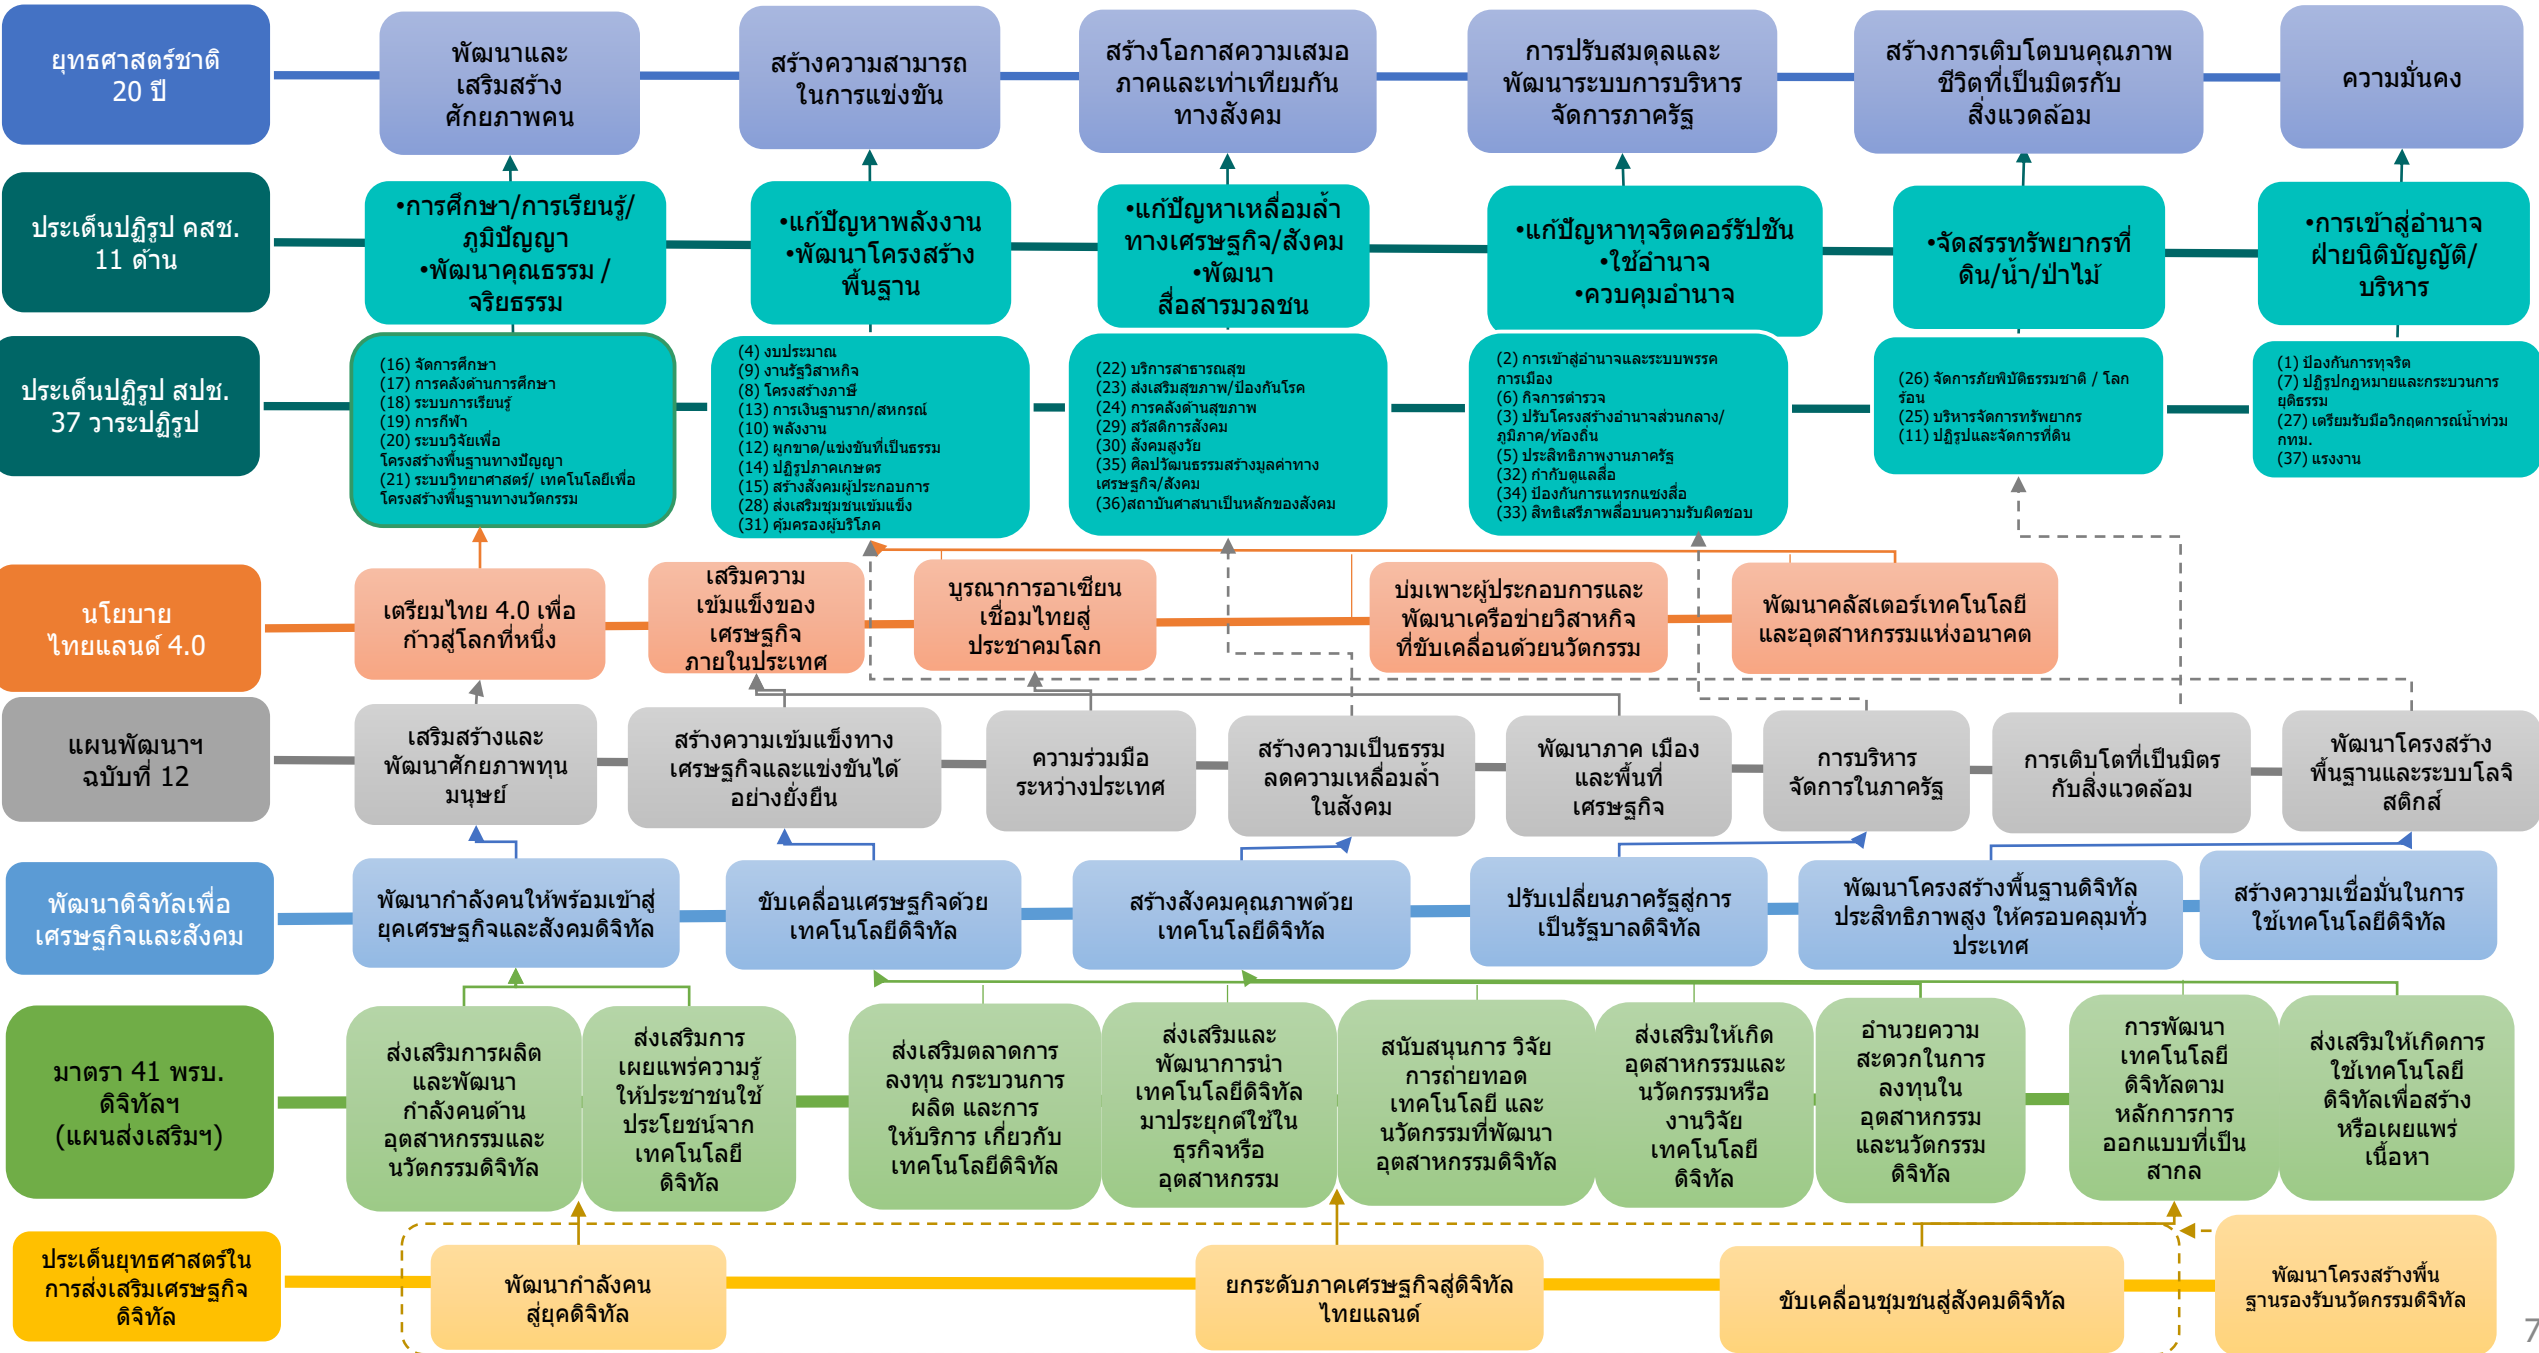 ยุทธศาสตร์ชาติ
20 ปี
พัฒนาและ
เสริมสร้าง
ศักยภาพคน
สร้างความสามารถ
ในการแข่งขัน
สร้างโอกาสความเสมอ
ภาคและเท่าเทียมกัน
ทางสังคม
การปรับสมดุลและ
พัฒนาระบบการบริหาร
จัดการภาครัฐ
สร้างการเติบโตบนคุณภาพ
ชีวิตที่เป็นมิตรกับ
สิ่งแวดล้อม
ความมั่นคง
ประเด็นปฏิรูป คสช.
11 ด้าน
•การศึกษา/การเรียนรู้/
ภูมิปัญญา
•พัฒนาคุณธรรม /
จริยธรรม
•แก้ปัญหาพลังงาน
•พัฒนาโครงสร้าง
พื้นฐาน
•แก้ปัญหาเหลื่อมล้ำ
ทางเศรษฐกิจ/สังคม
•พัฒนา
สื่อสารมวลชน
•แก้ปัญหาทุจริตคอร์รัปชัน
•ใช้อำนาจ
•ควบคุมอำนาจ
•จัดสรรทรัพยากรที่
ดิน/น้ำ/ป่าไม้
•การเข้าสู่อำนาจ
ฝ่ายนิติบัญญัติ/
บริหาร
ประเด็นปฏิรูป สปช.
37 วาระปฏิรูป
(16) จัดการศึกษา
(17) การคลังด้านการศึกษา
(18) ระบบการเรียนรู้
(19) การกีฬา
(20) ระบบวิจัยเพื่อ
โครงสร้างพื้นฐานทางปัญญา
(21) ระบบวิทยาศาสตร์/ เทคโนโลยีเพื่อ
โครงสร้างพื้นฐานทางนวัตกรรม
(4) งบประมาณ
(9) งานรัฐวิสาหกิจ
(8) โครงสร้างภาษี
(13) การเงินฐานราก/สหกรณ์
(10) พลังงาน
(12) ผูกขาด/แข่งขันที่เป็นธรรม
(14) ปฏิรูปภาคเกษตร
(15) สร้างสังคมผู้ประกอบการ
(28) ส่งเสริมชุมชนเข้มแข็ง
(31) คุ้มครองผู้บริโภค
(22) บริการสาธารณสุข
(23) ส่งเสริมสุขภาพ/ป้องกันโรค
(24) การคลังด้านสุขภาพ
(29) สวัสดิการสังคม
(30) สังคมสูงวัย
(35) ศิลปวัฒนธรรมสร้างมูลค่าทาง
เศรษฐกิจ/สังคม
(36)สถาบันศาสนาเป็นหลักของสังคม
(2) การเข้าสู่อำนาจและระบบพรรค
การเมือง
(6) กิจการตำรวจ
(3) ปรับโครงสร้างอำนาจส่วนกลาง/
ภูมิภาค/ท้องถิ่น
(5) ประสิทธิภาพงานภาครัฐ
(32) กำกับดูแลสื่อ
(34) ป้องกันการแทรกแซงสื่อ
(33) สิทธิเสรีภาพสื่อบนความรับผิดชอบ
(26) จัดการภัยพิบัติธรรมชาติ / โลก
ร้อน
(25) บริหารจัดการทรัพยากร
(11) ปฏิรูปและจัดการที่ดิน
(1) ป้องกันการทุจริต
(7) ปฏิรูปกฎหมายและกระบวนการ
ยุติธรรม
(27) เตรียมรับมือวิกฤตการณ์น้ำท่วม
กทม.
(37) แรงงาน
นโยบาย
ไทยแลนด์ 4.0
เตรียมไทย 4.0 เพื่อ
ก้าวสู่โลกที่หนึ่ง
เสริมความ
เข้มแข็งของ
เศรษฐกิจ
ภายในประเทศ
บูรณาการอาเซียน
เชื่อมไทยสู่
ประชาคมโลก
บ่มเพาะผู้ประกอบการและ
พัฒนาเครือข่ายวิสาหกิจ
ที่ขับเคลื่อนด้วยนวัตกรรม
พัฒนาคลัสเตอร์เทคโนโลยี
และอุตสาหกรรมแห่งอนาคต
แผนพัฒนาฯ
ฉบับที่ 12
เสริมสร้างและ
พัฒนาศักยภาพทุน
มนุษย์
สร้างความเข้มแข็งทาง
เศรษฐกิจและแข่งขันได้
อย่างยั่งยืน
ความร่วมมือ
ระหว่างประเทศ
สร้างความเป็นธรรม
ลดความเหลื่อมล้ำ
ในสังคม
พัฒนาภาค เมือง
และพื้นที่
เศรษฐกิจ
การบริหาร
จัดการในภาครัฐ
การเติบโตที่เป็นมิตร
กับสิ่งแวดล้อม
พัฒนาโครงสร้าง
พื้นฐานและระบบโลจิ
สติกส์
พัฒนาดิจิทัลเพื่อ
เศรษฐกิจและสังคม
พัฒนากำลังคนให้พร้อมเข้าสู่
ยุคเศรษฐกิจและสังคมดิจิทัล
ขับเคลื่อนเศรษฐกิจด้วย
เทคโนโลยีดิจิทัล
สร้างสังคมคุณภาพด้วย
เทคโนโลยีดิจิทัล
ปรับเปลี่ยนภาครัฐสู่การ
เป็นรัฐบาลดิจิทัล
พัฒนาโครงสร้างพื้นฐานดิจิทัล
ประสิทธิภาพสูง ให้ครอบคลุมทั่ว
ประเทศ
สร้างความเชื่อมั่นในการ
ใช้เทคโนโลยีดิจิทัล
มาตรา 41 พรบ.
ดิจิทัลฯ
(แผนส่งเสริมฯ)
ส่งเสริมการผลิต
และพัฒนา
กำลังคนด้าน
อุตสาหกรรมและ
นวัตกรรมดิจิทัล
ส่งเสริมการ
เผยแพร่ความรู้
ให้ประชาชนใช้
ประโยชน์จาก
เทคโนโลยี
ดิจิทัล
ส่งเสริมตลาดการ
ลงทุน กระบวนการ
ผลิต และการ
ให้บริการ เกี่ยวกับ
เทคโนโลยีดิจิทัล
ส่งเสริมและ
พัฒนาการนำ
เทคโนโลยีดิจิทัล
มาประยุกต์ใช้ใน
ธุรกิจหรือ
อุตสาหกรรม
สนับสนุนการ วิจัย
การถ่ายทอด
เทคโนโลยี และ
นวัตกรรมที่พัฒนา
อุตสาหกรรมดิจิทัล
ส่งเสริมให้เกิด
อุตสาหกรรมและ
นวัตกรรมหรือ
งานวิจัย
เทคโนโลยี
ดิจิทัล
อำนวยความ
สะดวกในการ
ลงทุนใน
อุตสาหกรรม
และนวัตกรรม
ดิจิทัล
การพัฒนา
เทคโนโลยี
ดิจิทัลตาม
หลักการการ
ออกแบบที่เป็น
สากล
ส่งเสริมให้เกิดการ
ใช้เทคโนโลยี
ดิจิทัลเพื่อสร้าง
หรือเผยแพร่
เนื้อหา
ประเด็นยุทธศาสตร์ใน
การส่งเสริมเศรษฐกิจ
ดิจิทัล
พัฒนากำลังคน
สู่ยุคดิจิทัล
ยกระดับภาคเศรษฐกิจสู่ดิจิทัล
ไทยแลนด์
ขับเคลื่อนชุมชนสู่สังคมดิจิทัล
พัฒนาโครงสร้างพื้น
ฐานรองรับนวัตกรรมดิจิทัล
7